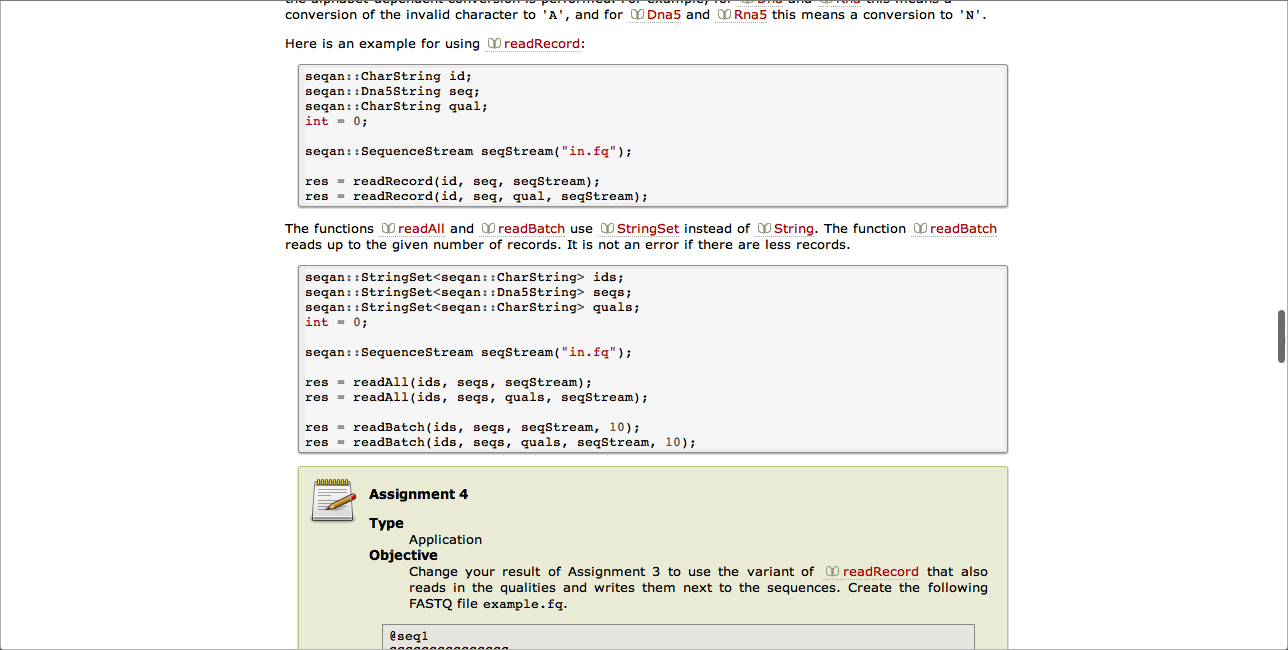 conversion of the invalid character to 'A', and for Dna5 and Rna5 this means a conversion to 'N'.
Here is an example for using readRecord:
seqan::CharString id;
seqan::Dna5String seq;
seqan::CharString qual;
int = 0;
seqan::SequenceStream seqStream("in.fq");
res = readRecord(id, seq, seqStream);
res = readRecord(id, seq, qual, seqStream);
The functions readAll and readBatch use StringSet instead of String. The function readBatch
reads up to the given number of records. It is not an error if there are less records.
seqan::StringSet<seqan::CharString> ids;
seqan::StringSet<seqan::Dna5String> seqs;
seqan::StringSet<seqan::CharString> quals;
int = 0;
seqan::SequenceStream seqStream("in.fq");
res = readAll(ids, seqs, seqStream);
res = readAll(ids, seqs, quals, seqStream);
res = readBatch(ids, seqs, seqStream, 10);
res = readBatch(ids, seqs, quals, seqStream, 10);
Assignment 4
Type
Application
Objective
Change your result of Assignment 3 to use the variant of readRecord that also
reads in the qualities and writes them next to the sequences. Create the following
FASTQ file example.fq.
@seq1